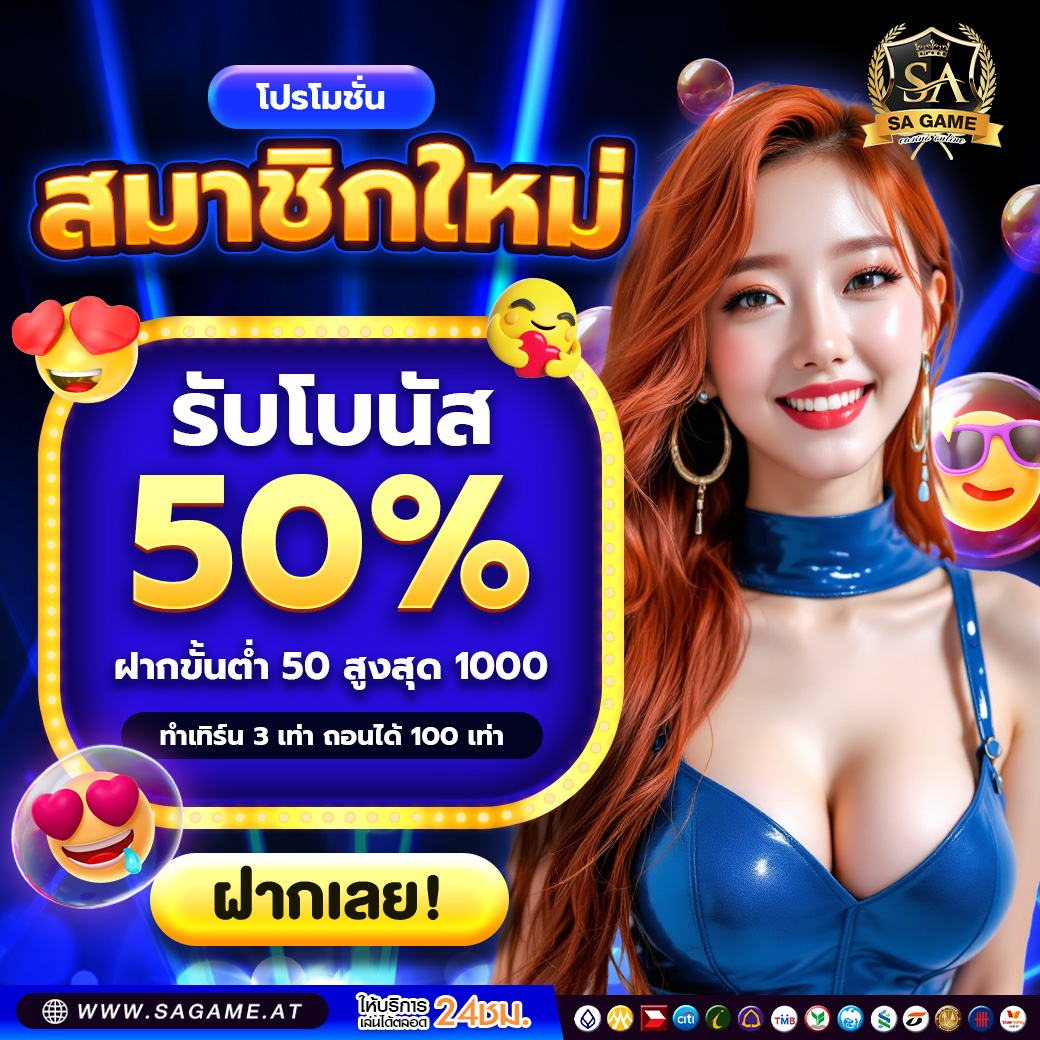 โปรโมชั่น
สมาชิกใหม่
SA
SA GAME
casino online
รับโบนัส
50%
ฝากขั้นต่ำ 50 สูงสุด 1000
ทำเทิร์น 3 เท่า ถอนได้ 100 เท่า
ฝากเลย!
WWW.SAGAME.AT
ให้บริการ
เล่นได้ตลอด
24ชม.
citi
TMB